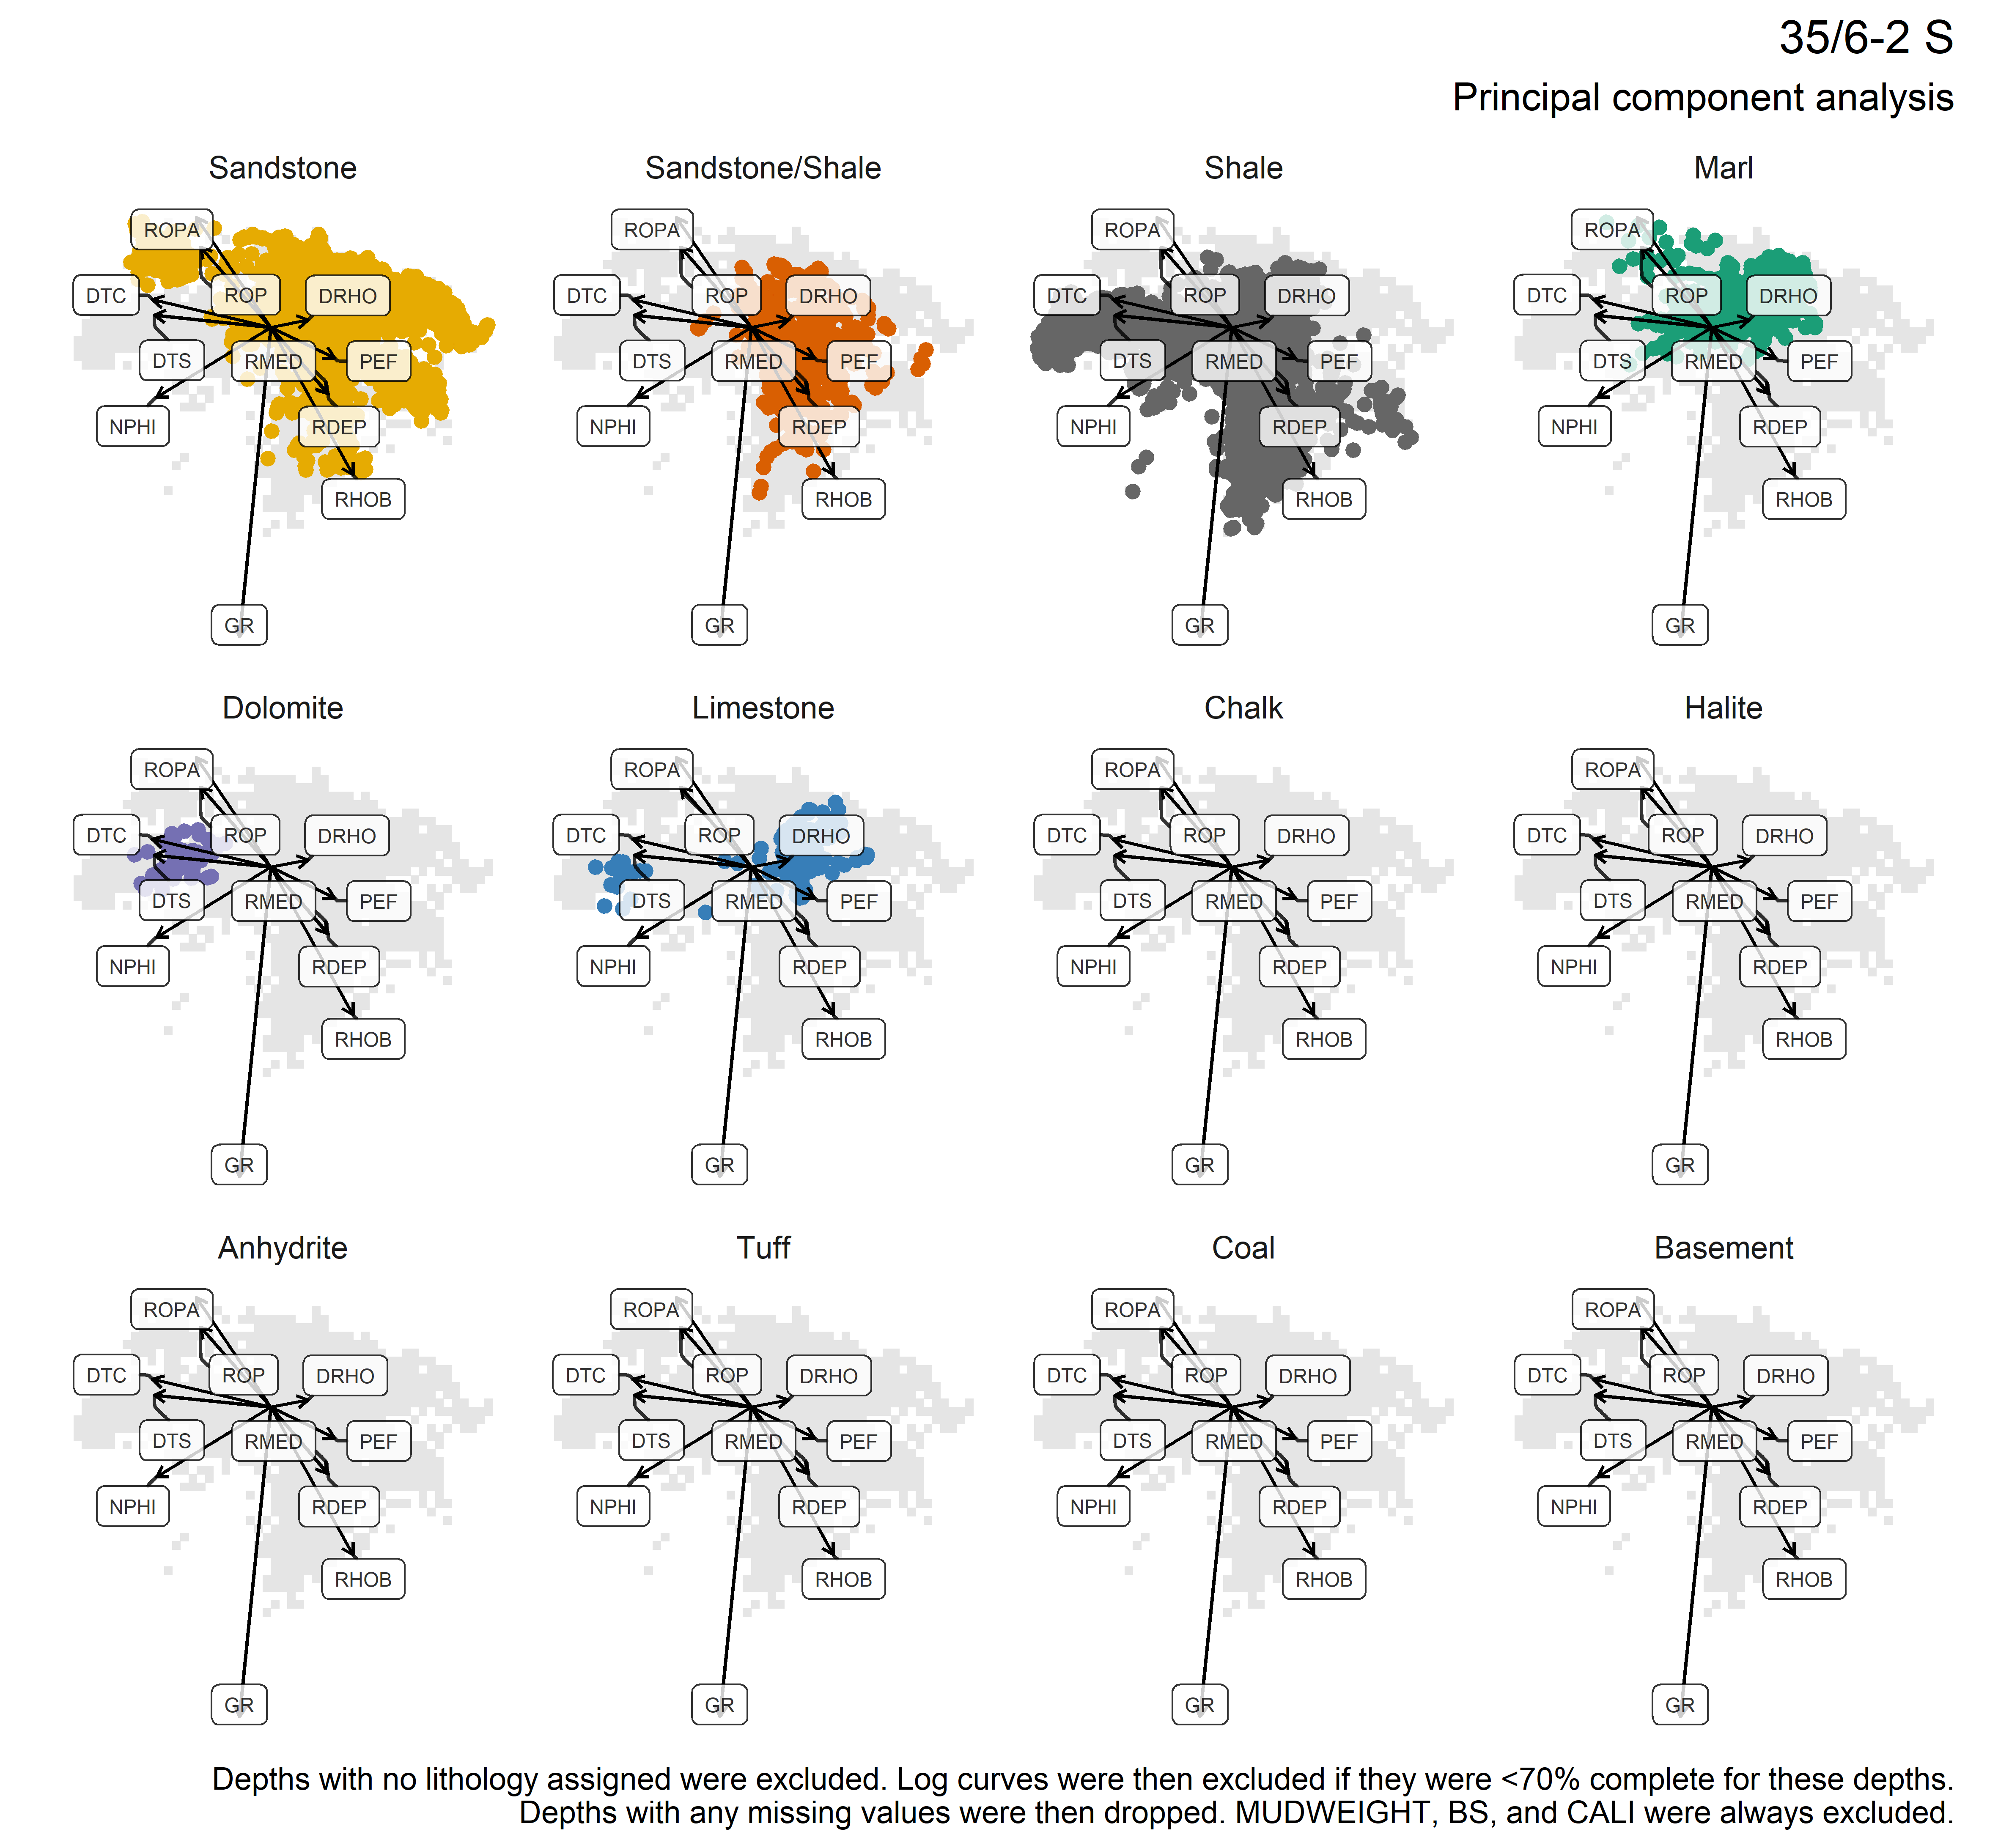 35/6-2 S
Principal component analysis
Sandstone
ROPA
DTC
ROP
DRHO
DTS
RMED
PEF
NPHI
RDEP
RHOB
GR
Sandstone/Shale
ROPA
DTC
ROP
DRHO
DTS
RMED
PEF
NPHI
RDEP
RHOB
GR
Shale
ROPA
DTC
ROP
DRHO
DTS
RMED
PEF
NPHI
RDEP
RHOB
GR
Marl
ROPA
DTC
ROP
DRHO
DTS
RMED
PEF
NPHI
RDEP
RHOB
GR
Dolomite
ROPA
DTC
ROP
DRHO
DTS
RMED
PEF
NPHI
RDEP
RHOB
GR
Limestone
ROPA
DTC
ROP
DRHO
DTS
RMED
PEF
NPHI
RDEP
RHOB
GR
Chalk
ROPA
DTC
ROP
DRHO
DTS
RMED
PEF
NPHI
RDEP
RHOB
GR
Halite
ROPA
DTC
ROP
DRHO
DTS
RMED
PEF
NPHI
RDEP
RHOB
GR
Anhydrite
ROPA
DTC
ROP
DRHO
DTS
RMED
PEF
NPHI
RDEP
RHOB
GR
Tuff
ROPA
DTC
ROP
DRHO
DTS
RMED
PEF
NPHI
RDEP
RHOB
GR
Coal
ROPA
DTC
ROP
DRHO
DTS
RMED
PEF
NPHI
RDEP
RHOB
GR
Basement
ROPA
DTC
ROP
DRHO
DTS
RMED
PEF
NPHI
RDEP
RHOB
GR
Depths with no lithology assigned were excluded. Log curves were then excluded if they were <70% complete for these depths.
Depths with any missing values were then dropped. MUDWEIGHT, BS, and CALI were always excluded.